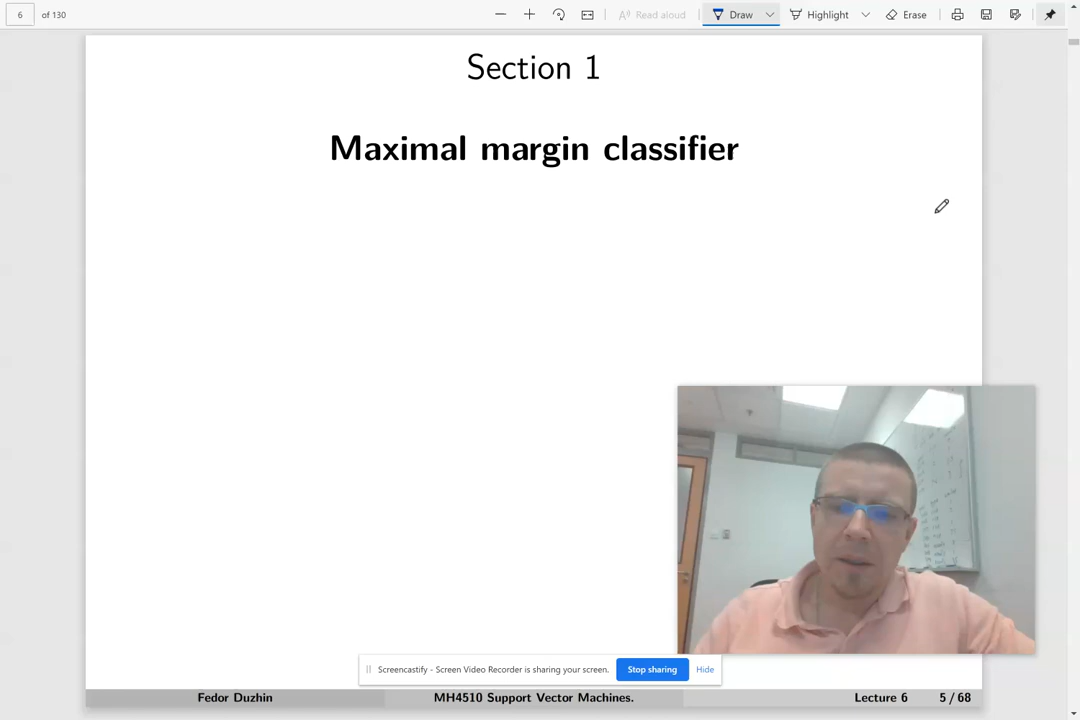 6 of 130
Read aloud
Draw
Highlight
Erase
Section 1
Maximal margin classifier
Screencastify - Screen Video Recorder is sharing your screen.
Stop sharing
Hide
Fedor Duzhin
MH4510 Support Vector Machines.
Lecture 6
5 / 68